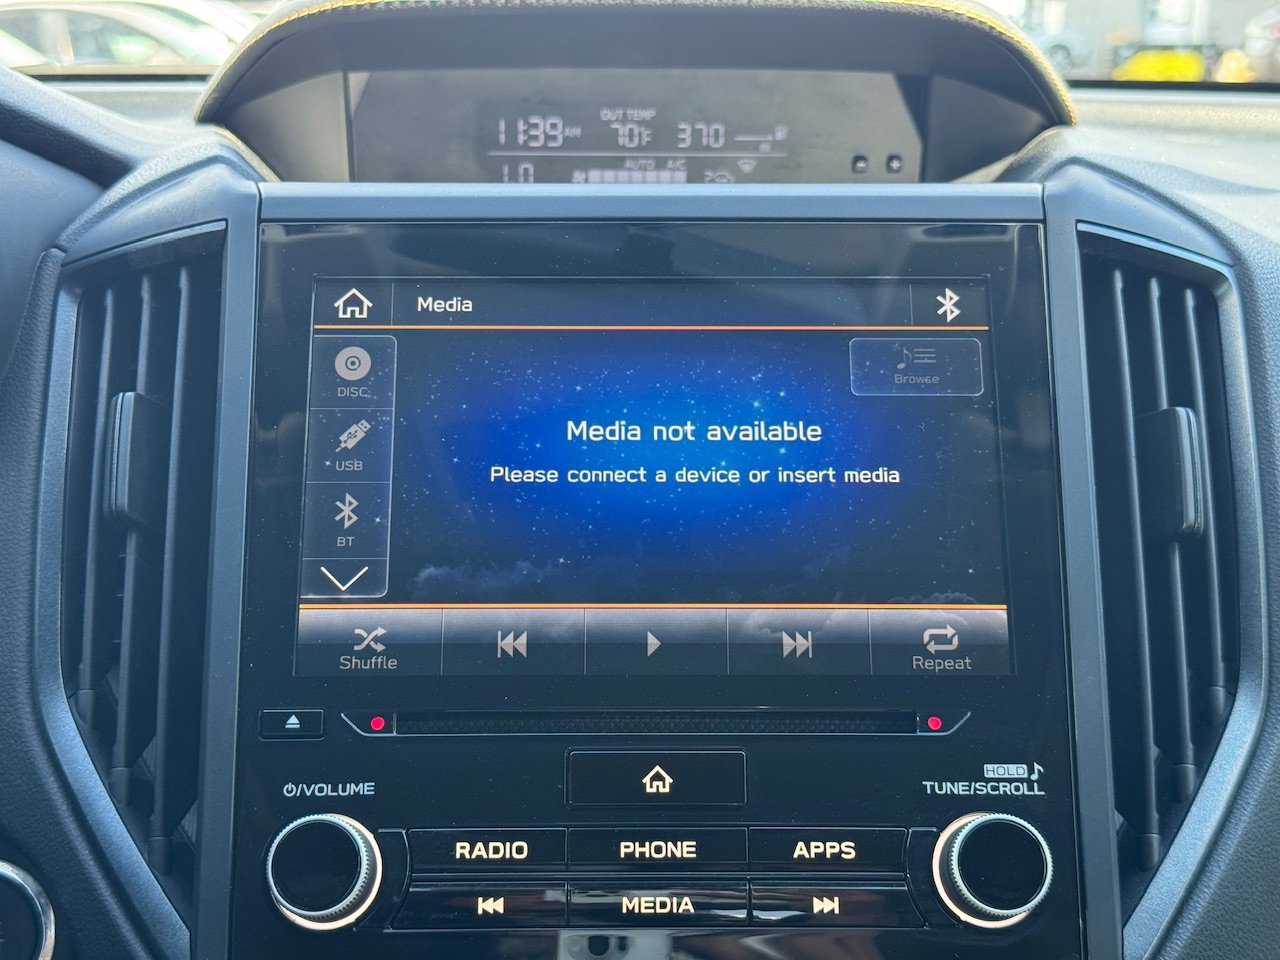 OUT TEMP
11:39 AM 70°F 370
AUTO A/C
Media
DISC
Browse
USB
Media not available
Please connect a device or insert media
BT
Shuffle
Repeat
HOLD
/VOLUME
TUNE/SCROLL
RADIO PHONE APPS
MEDIA